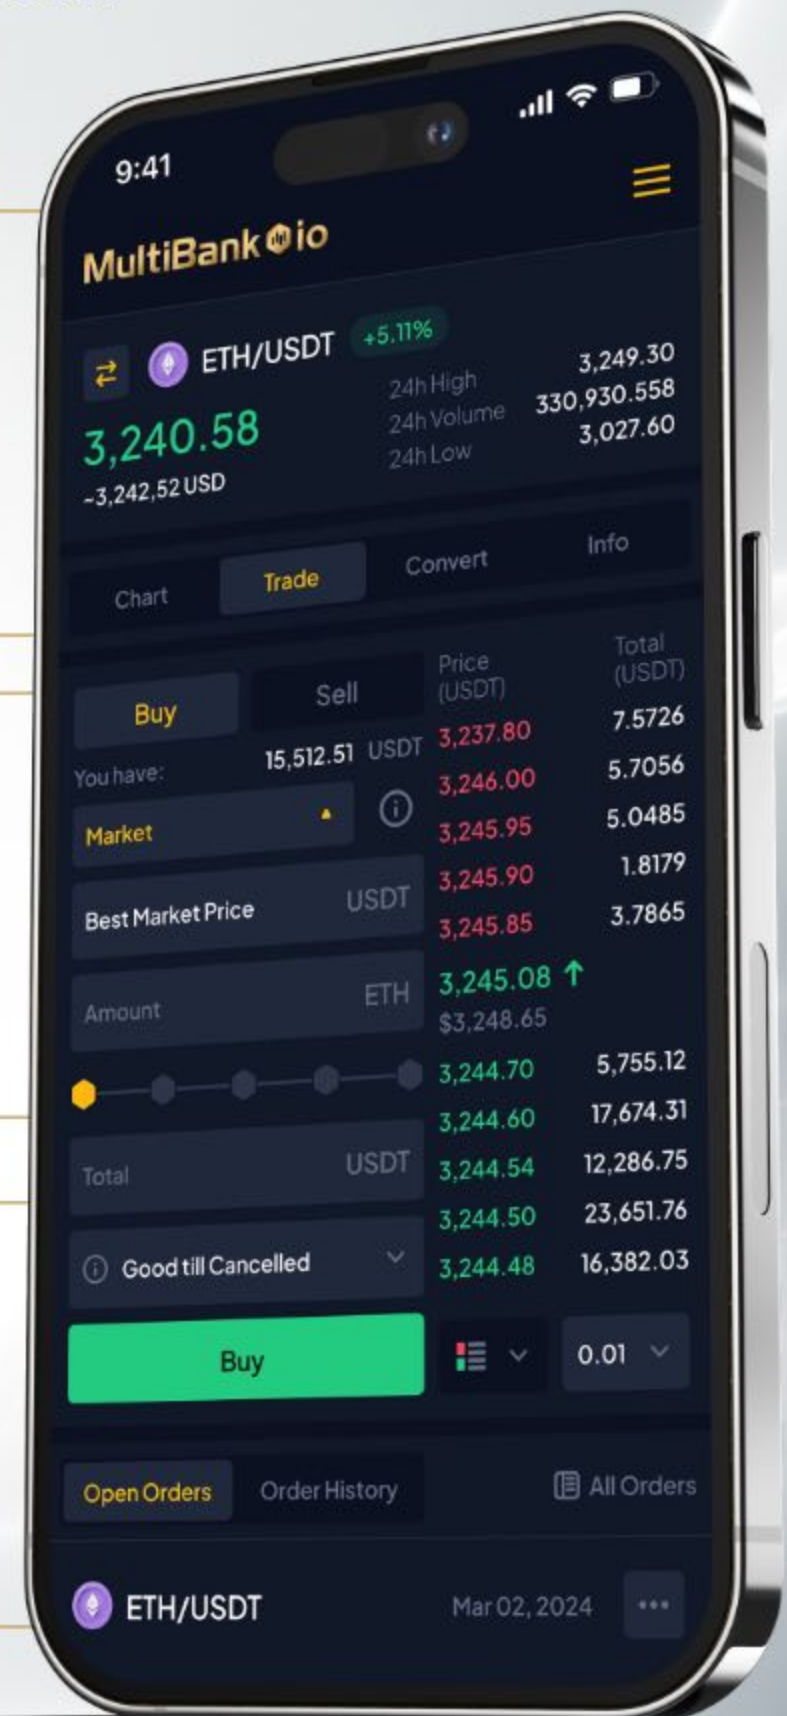 9:41
MultiBank io
ETH/USDT +5.11%
3,240.58
~3,242,52 USD
24h High 3,249.30
24h Volume 330,930.558
24h Low 3,027.60
Chart Trade Convert Info
Buy Sell
You have: 15,512.51 USDT
Market
Best Market Price USDT
Amount ETH
Total USDT
Good till Cancelled
Buy
Price Total
(USDT) (USDT)
3,237.80 7.5726
3,246.00 5.7056
3,245.95 5.0485
3,245.90 1.8179
3,245.85 3.7865
3,245.08 ↑
$3,248.65
3,244.70 5,755.12
3,244.60 17,674.31
3,244.54 12,286.75
3,244.50 23,651.76
3,244.48 16,382.03
0.01
Open Orders Order History All Orders
ETH/USDT Mar 02, 2024